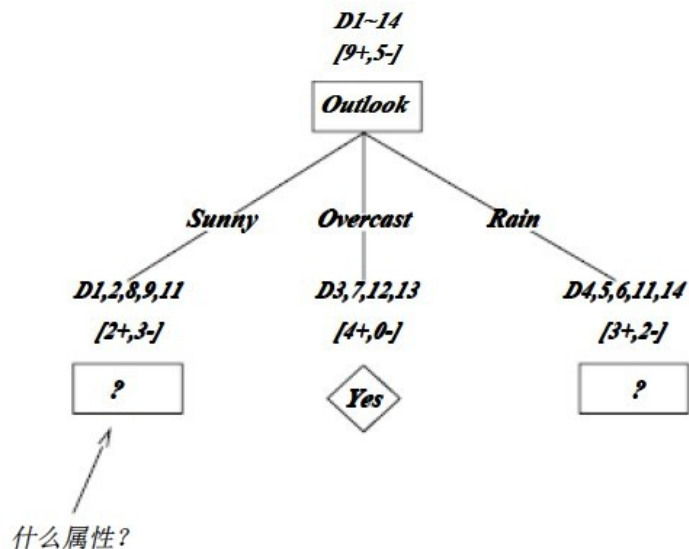 D1~14
[9+,5-]
Outlook
Sunny Overcast Rain
D1,2,8,9,11 D3,7,12,13 D4,5,6,11,14
[2+,3-] [4+,0-] [3+,2-]
? Yes ?
什么属性?